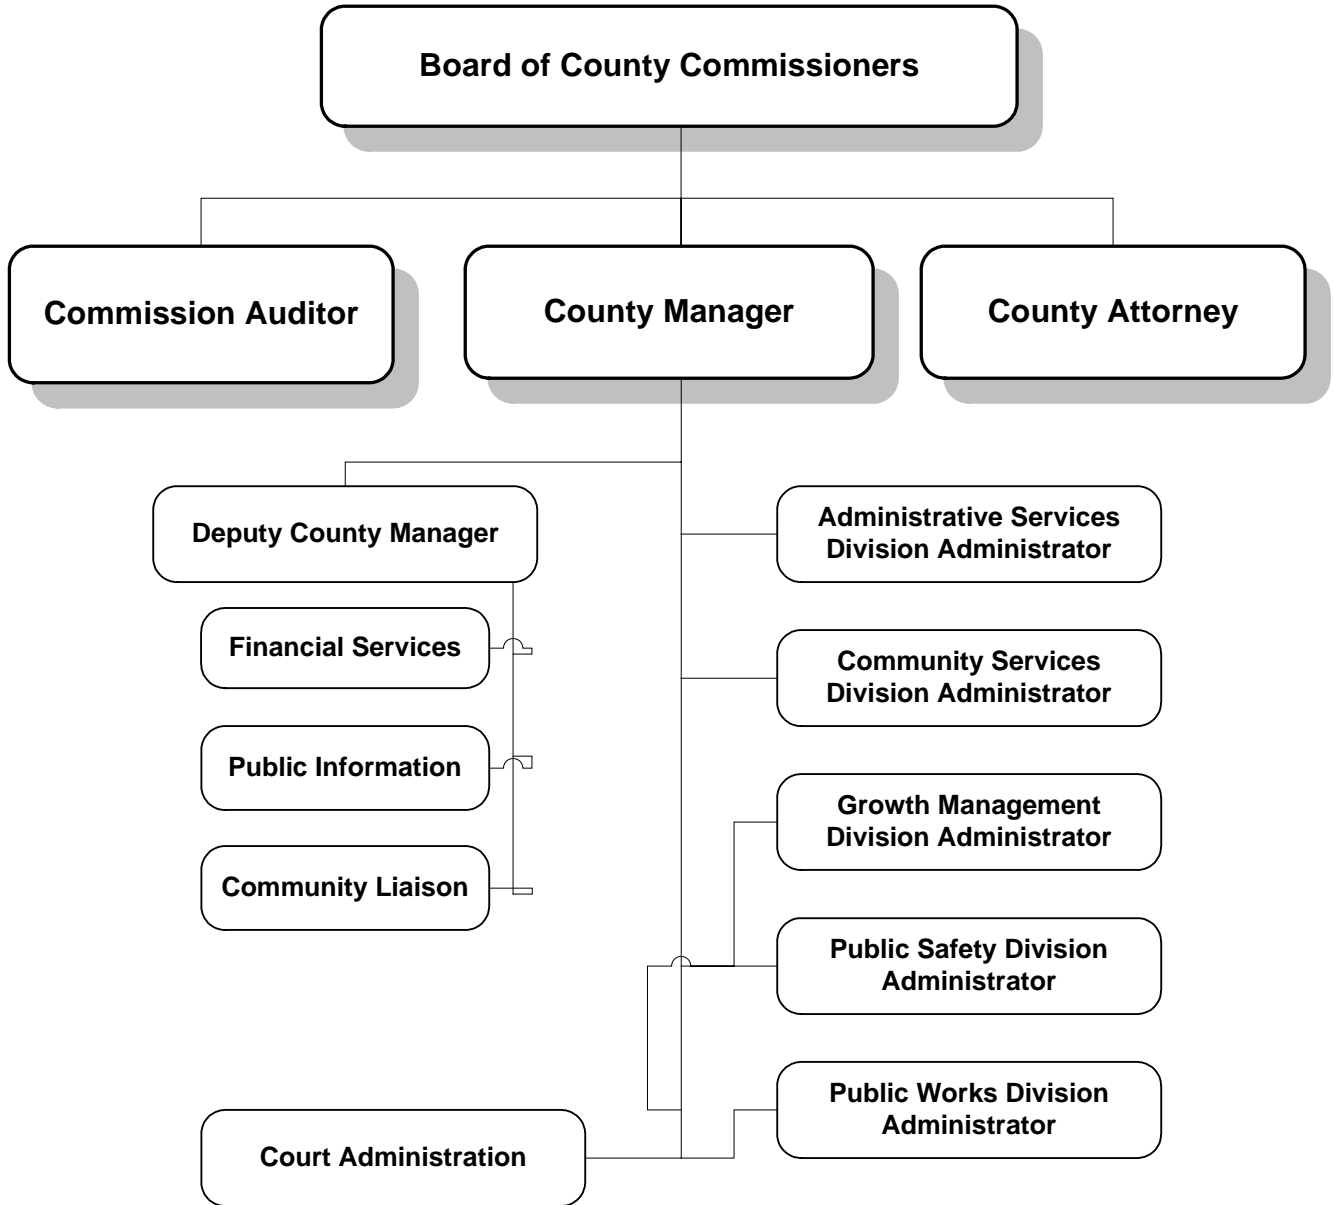 Board of County Commissioners
Commission Auditor
County Manager
County Attorney
Deputy County Manager
Financial Services
Public Information
Community Liaison
Court Administration
Administrative Services
Division Administrator
Community Services
Division Administrator
Growth Management
Division Administrator
Public Safety Division
Administrator
Public Works Division
Administrator